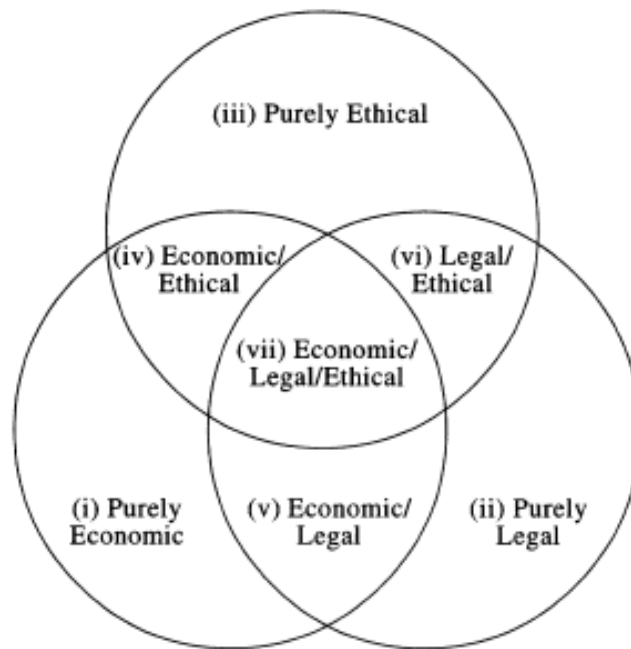 (iii) Purely Ethical
(iv) Economic/
Ethical
(vi) Legal/
Ethical
(vii) Economic/
Legal/Ethical
(i) Purely
Economic
(v) Economic/
Legal
(ii) Purely
Legal